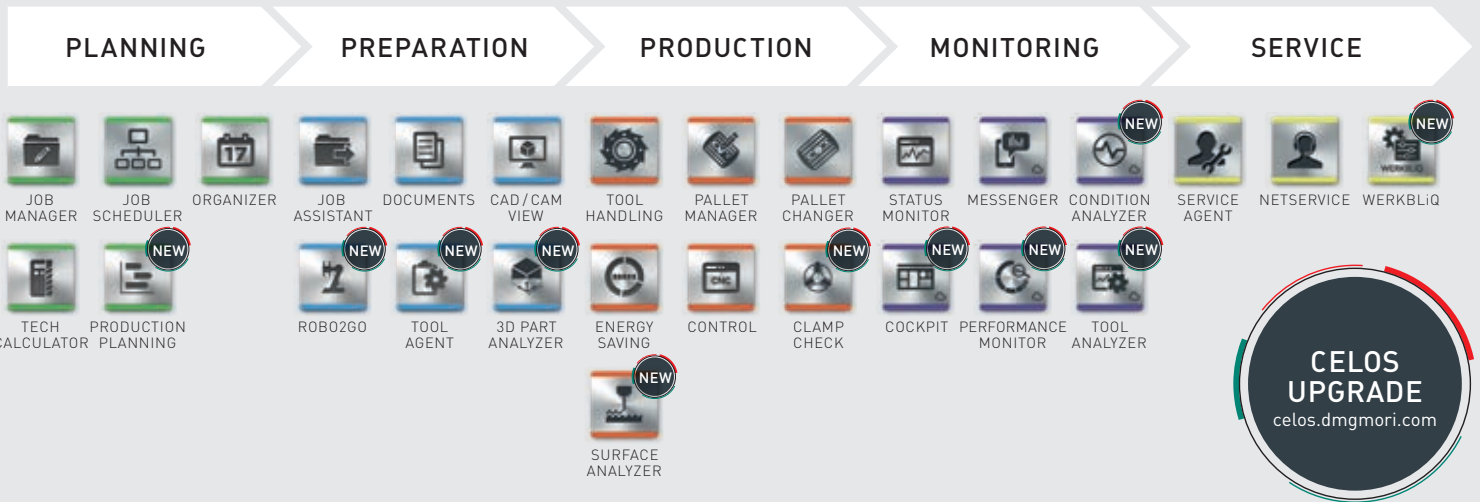 PLANNING
PREPARATION
PRODUCTION
MONITORING
SERVICE
JOB
MANAGER
JOB
SCHEDULER
17
ORGANIZER
JOB
ASSISTANT
DOCUMENTS
CAD/CAM
VIEW
TOOL
HANDLING
PALLET
MANAGER
PALLET
CHANGER
STATUS
MONITOR
MESSENGER
NEW
CONDITION
ANALYZER
SERVICE
AGENT
NETSERVICE
NEW
WERKBLiQ
WERKBLiQ
TECH
CALCULATOR
NEW
PRODUCTION
PLANNING
NEW
ROBO2GO
NEW
TOOL
AGENT
NEW
3D PART
ANALYZER
ENERGY
SAVING
CNC
CONTROL
NEW
CLAMP
CHECK
NEW
COCKPIT
NEW
PERFORMANCE
MONITOR
NEW
TOOL
ANALYZER
NEW
SURFACE
ANALYZER
CELOS
UPGRADE
celos.dmgmori.com